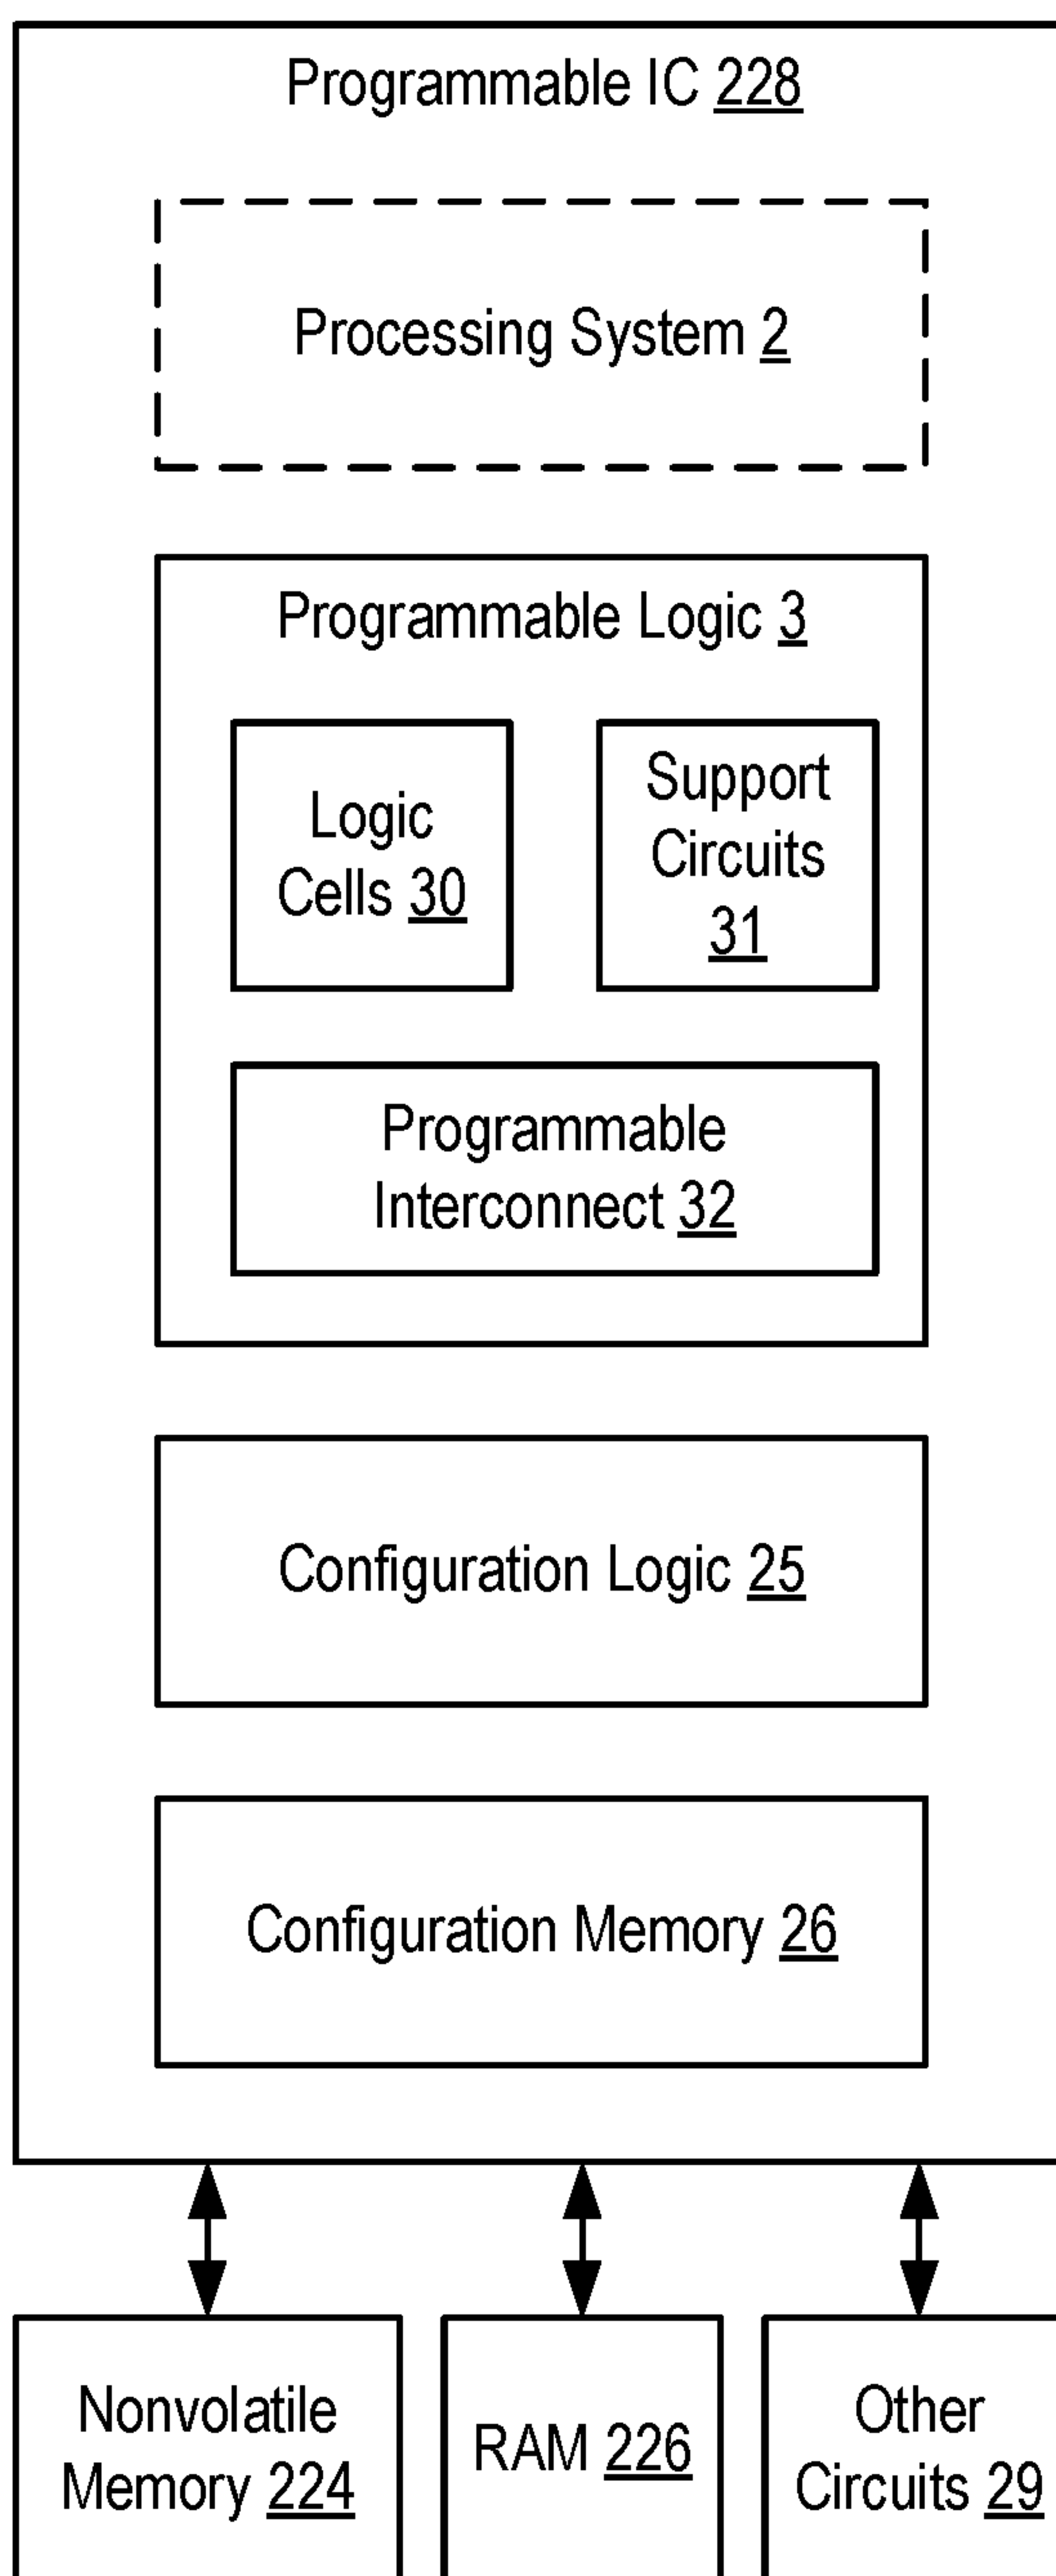 Programmable IC 228
Processing System 2
Programmable Logic 3
Logic
Cells 30
Support
Circuits
31
Programmable
Interconnect 32
Configuration Logic 25
Configuration Memory 26
Nonvolatile
Memory 224
RAM 226
Other
Circuits 29